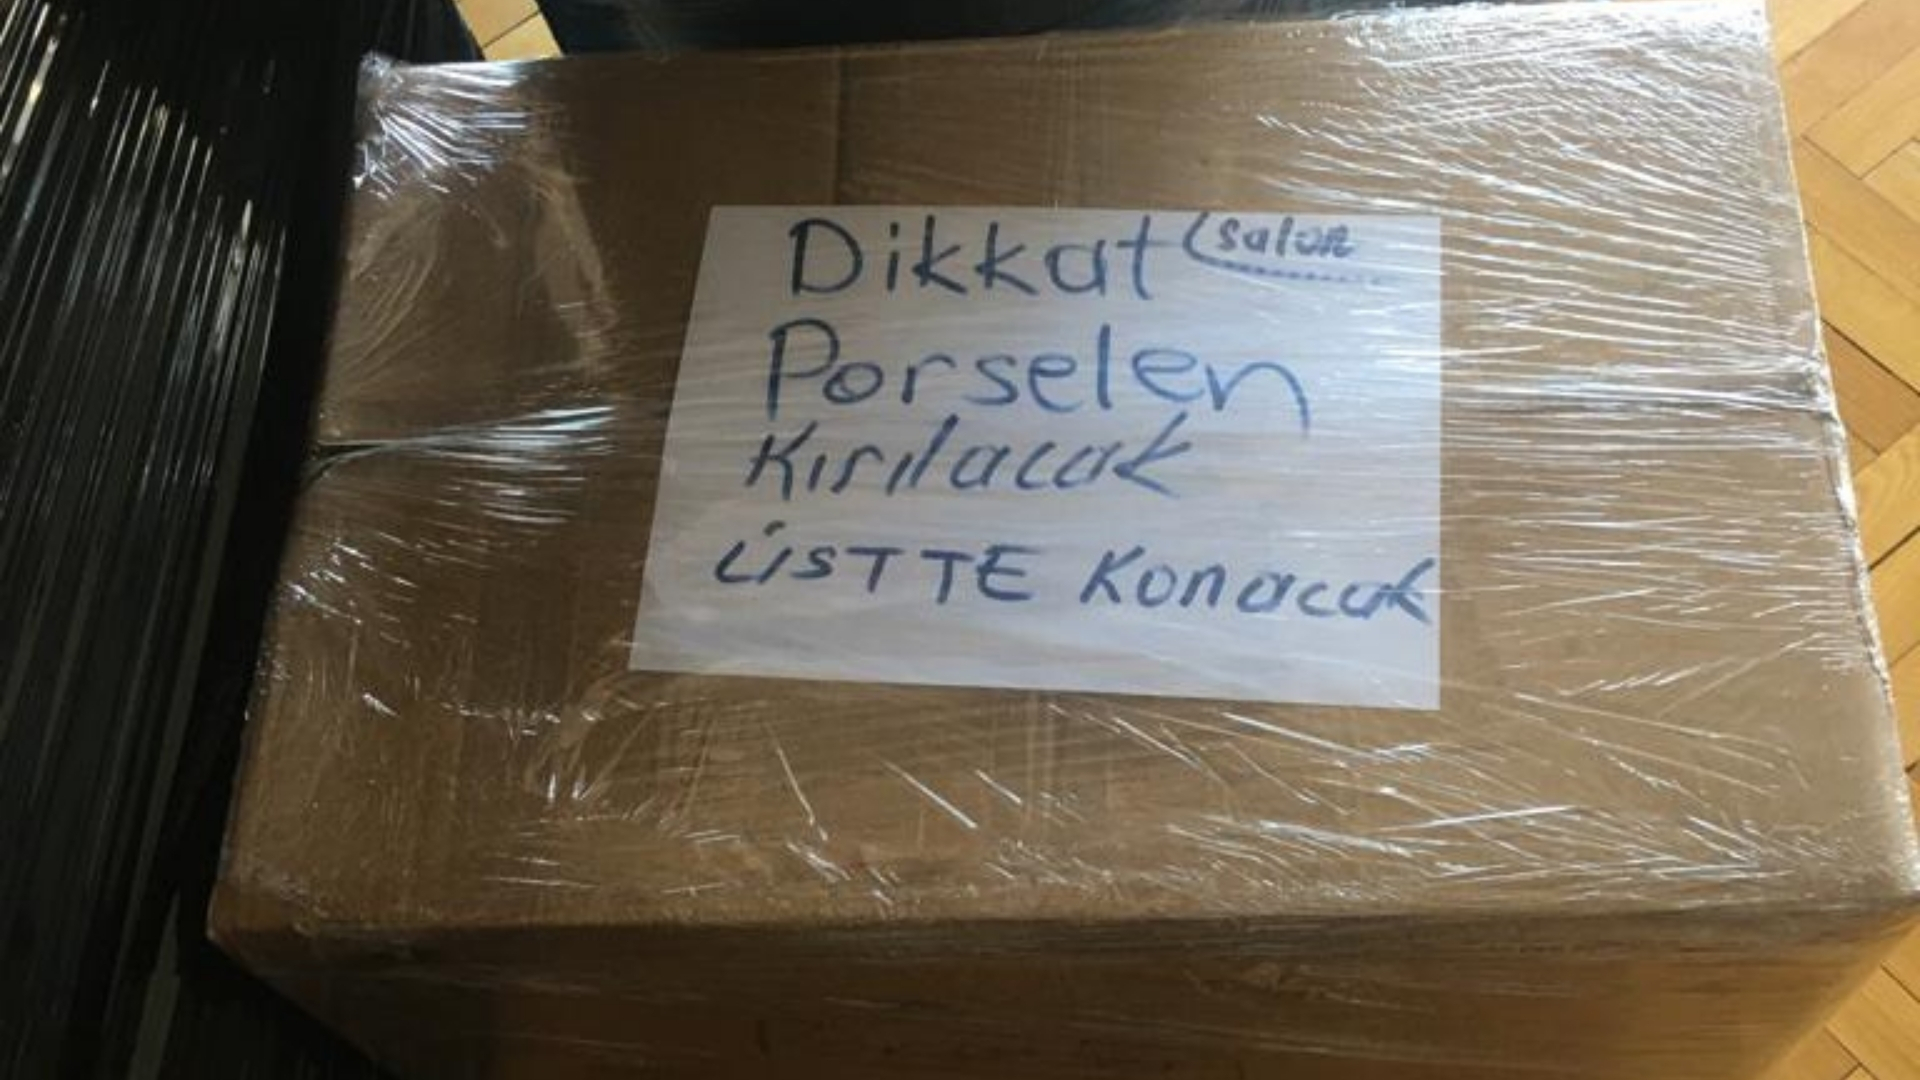 Dikkat (salon
Porselen
Kırılacak
üSTTE Konacak